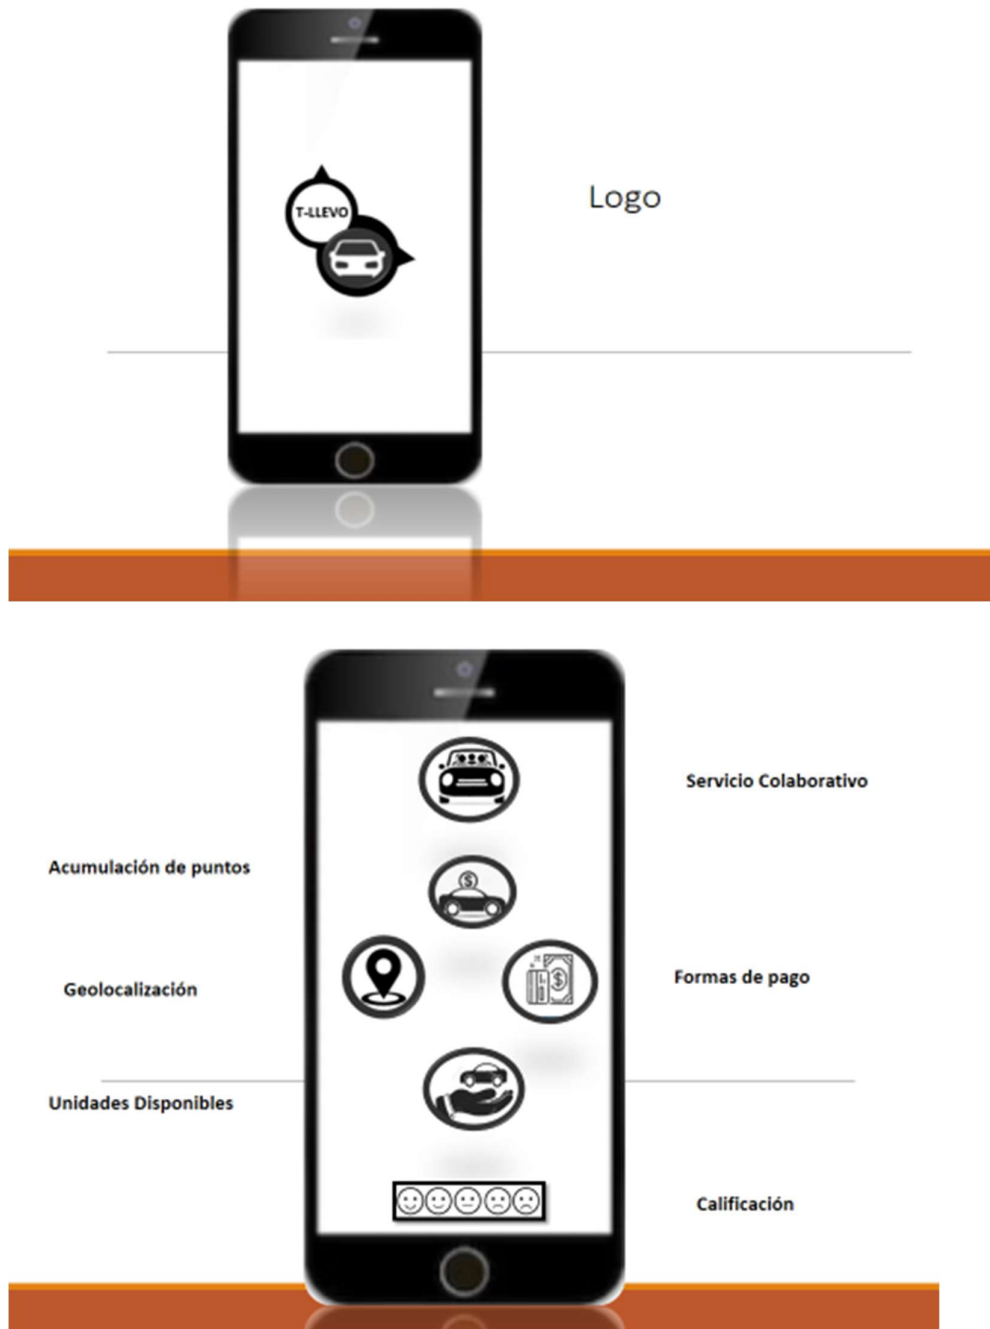 T-LLEVO
Logo
Servicio Colaborativo
Acumulación de puntos
$
Geolocalización
$
Formas de pago
Unidades Disponibles
Calificación